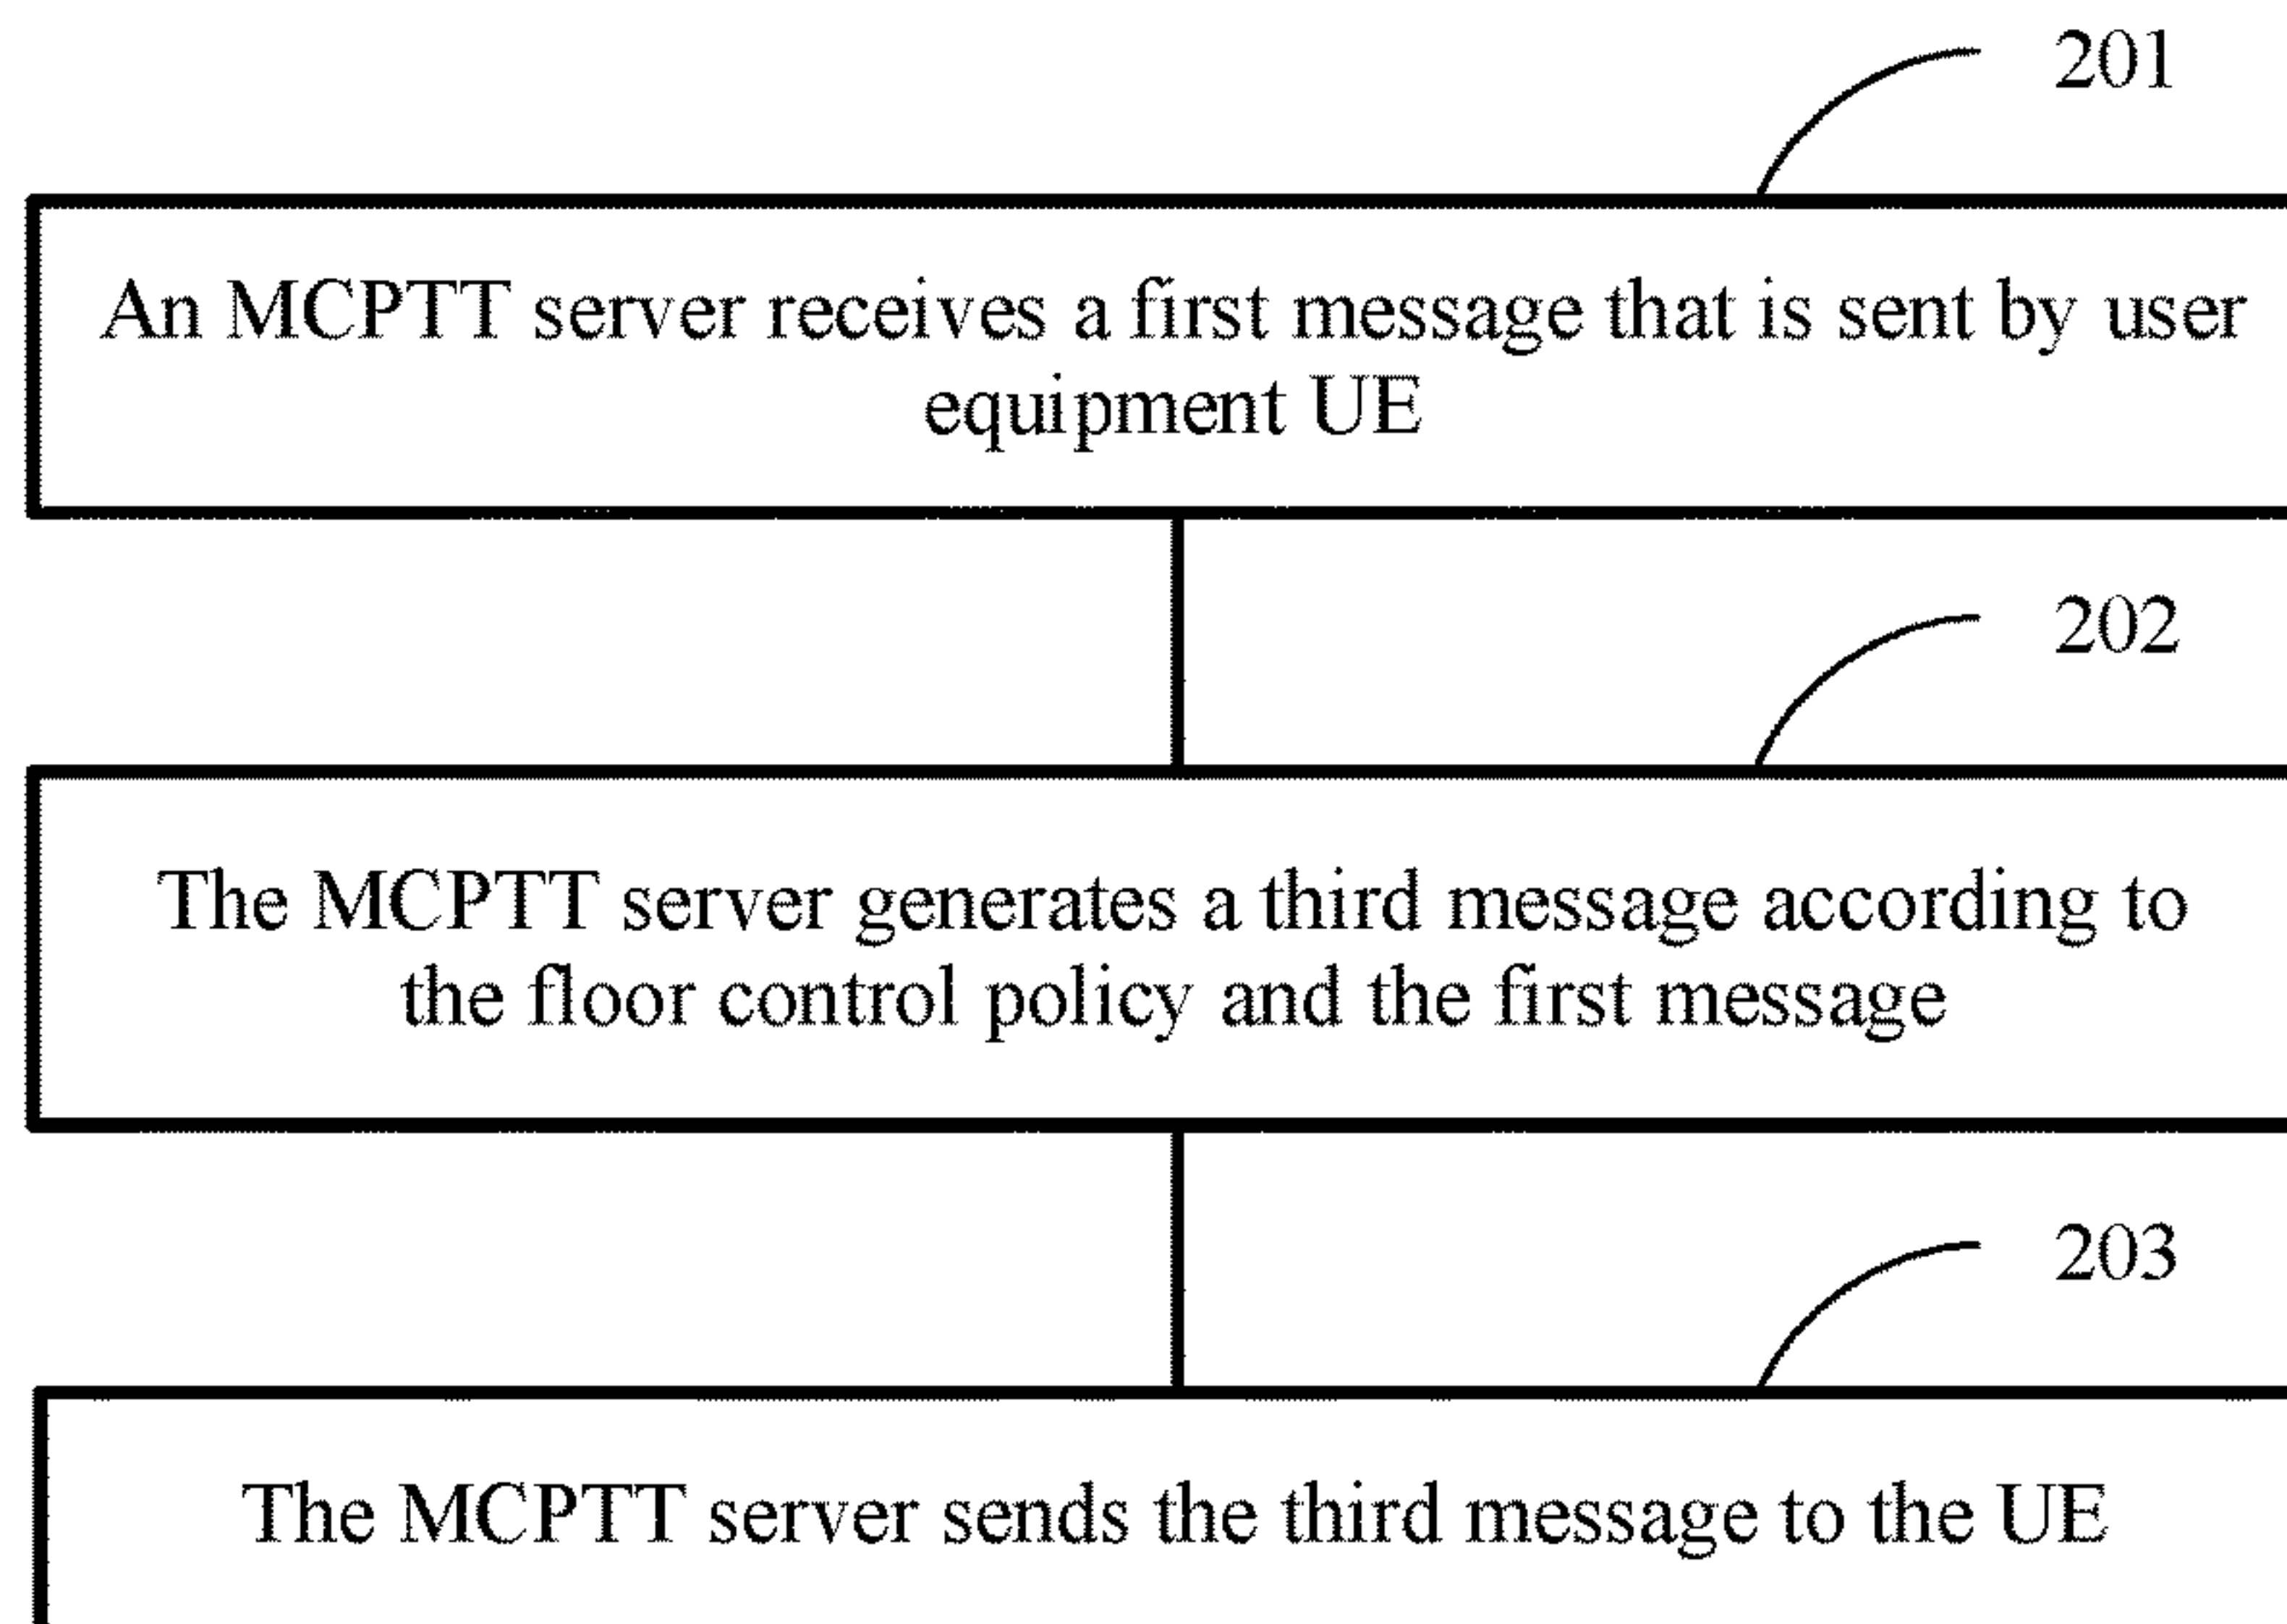 201
An MCPTT server receives a first message that is sent by user
equipment UE
202
The MCPTT server generates a third message according to
the floor control policy and the first message
203
The MCPTT server sends the third message to the UE